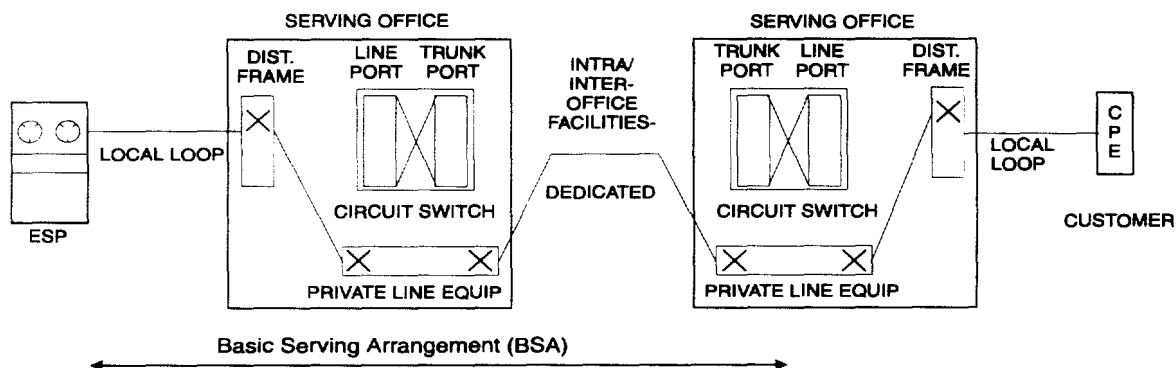 SERVING OFFICE
DIST.
FRAME
LINE
PORT
TRUNK
PORT
LOCAL LOOP
ESP
CIRCUIT SWITCH
PRIVATE LINE EQUIP
INTRA/
INTER-
OFFICE
FACILITIES-
DEDICATED
SERVING OFFICE
TRUNK
PORT
LINE
PORT
DIST.
FRAME
CIRCUIT SWITCH
PRIVATE LINE EQUIP
LOCAL
LOOP
C
P
E
CUSTOMER
Basic Serving Arrangement (BSA)